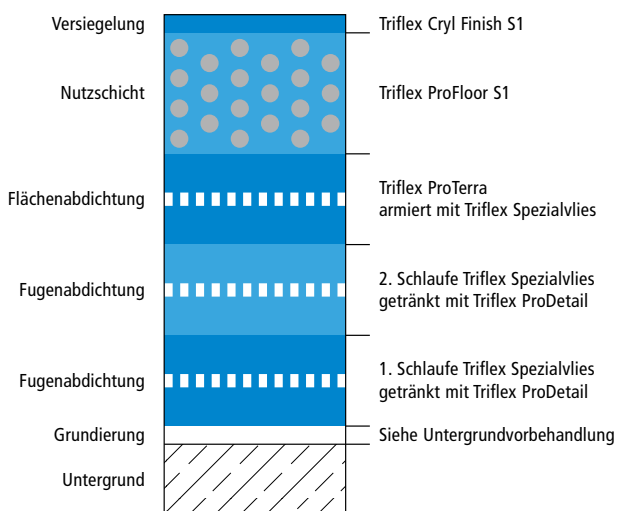 Versiegelung
Triflex Cryl Finish S1
Nutzschicht
Triflex ProFloor S1
Flächenabdichtung
Triflex ProTerra
armiert mit Triflex Spezialvlies
Fugenabdichtung
2. Schlaufe Triflex Spezialvlies
getränkt mit Triflex ProDetail
Fugenabdichtung
1. Schlaufe Triflex Spezialvlies
getränkt mit Triflex ProDetail
Grundierung
Siehe Untergrundvorbehandlung
Untergrund